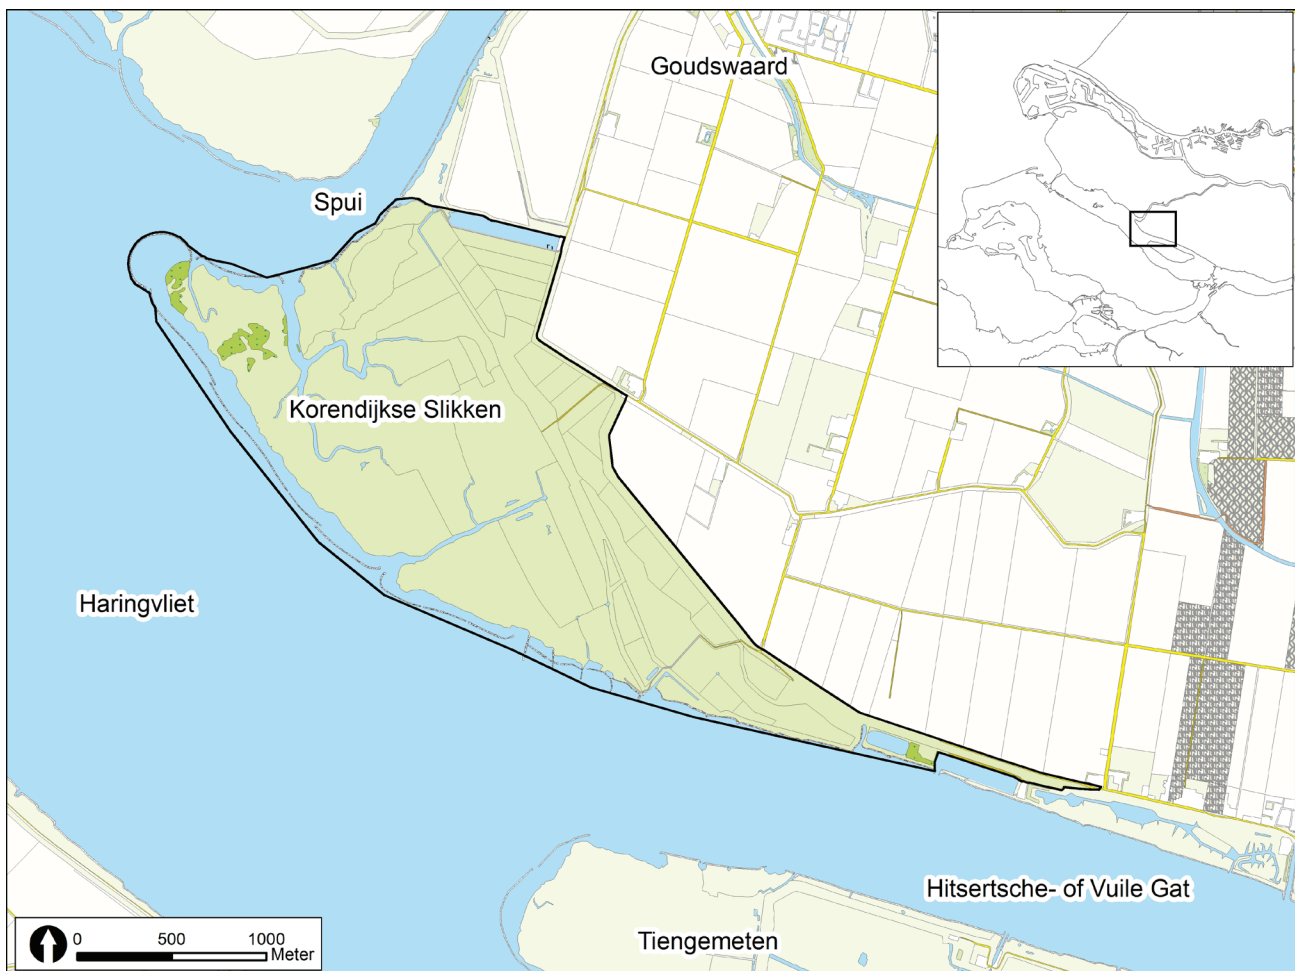 Goudswaard
Spui
Korendijkse Slikken
Haringvliet
Hitsertsche- of Vuile Gat
Tiengemeten
0 500 1000
Meter